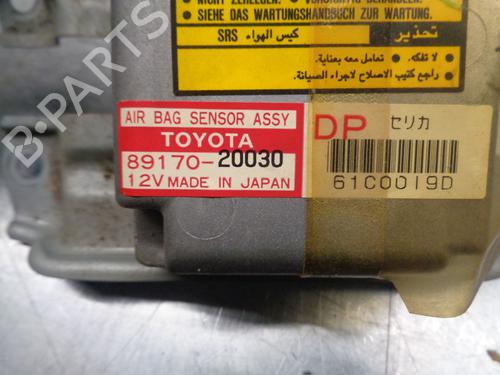 NICHT ZERLEGEN. VORSICHTIG BEHANDELN.
● SIEHE DAS WARTUNGSHANDBUCH ZUR WARTUNG.
تحذير
كيس الهواء SRS
● لا تفكه. ● تعامل معه بعناية.
● راجع كتيب الاصلاح لاجراء الصيانة.
AIR BAG SENSOR ASSY
TOYOTA
89170-20030
12V MADE IN JAPAN
DP セリカ
61C0019D
B-PARTS